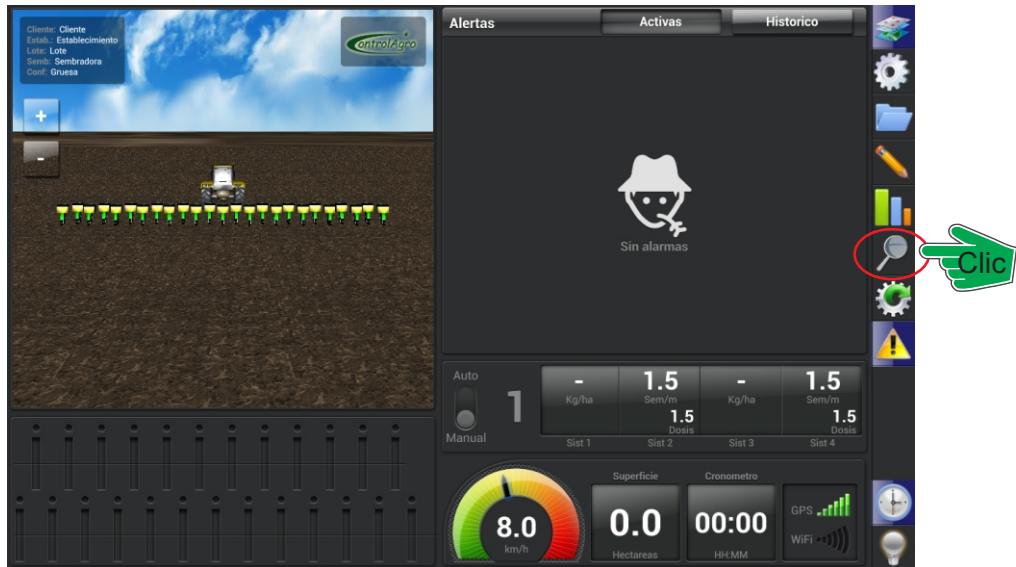 Cliente: Cliente
Estab.: Establecimiento
Lote: Lote
Semb: Sembradora
Conf: Gruesa
ControlAgro
+
-
Alertas
Activas
Historico
Sin alarmas
Clic
Auto
Manual
1
-
Kg/ha
Sist 1
1.5
Sem/m
1.5
Dosis
Sist 2
-
Kg/ha
Sist 3
1.5
Sem/m
1.5
Dosis
Sist 4
8.0
km/h
Superficie
0.0
Hectareas
Cronometro
00:00
HH:MM
GPS
WiFi